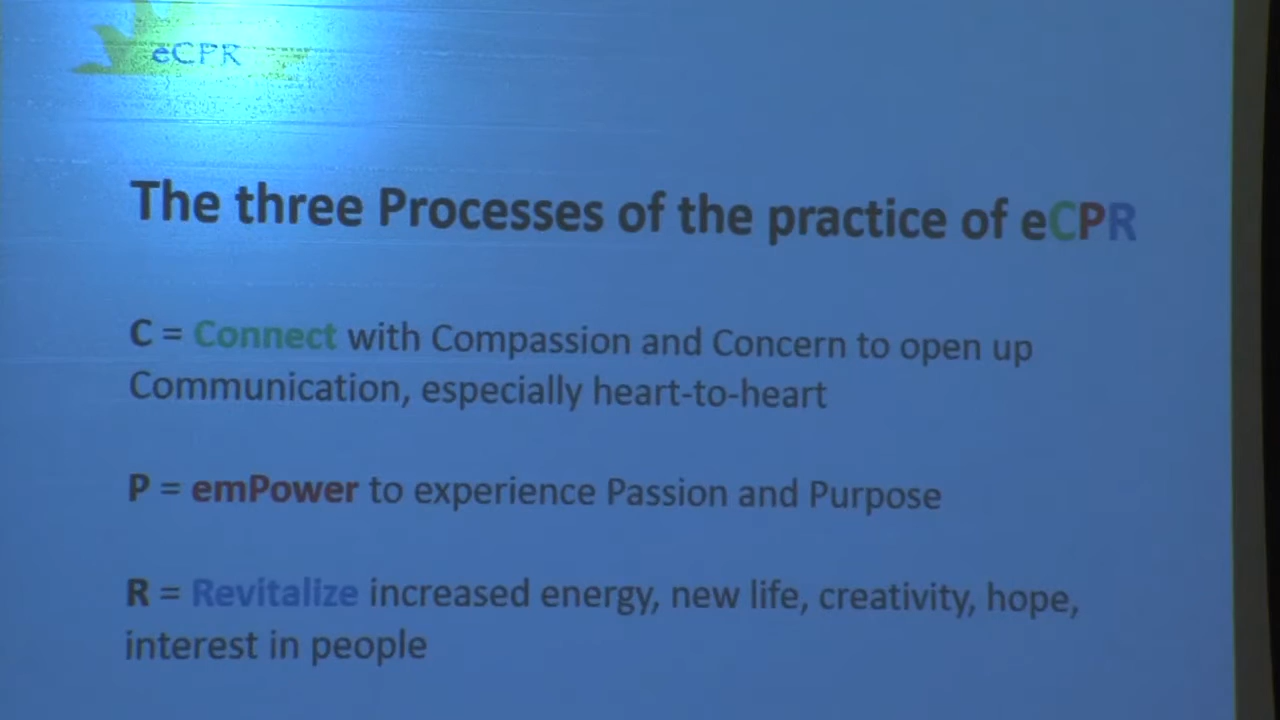 eCPR
The three Processes of the practice of eCPR
C = Connect with Compassion and Concern to open up
Communication, especially heart-to-heart
P = emPower to experience Passion and Purpose
R = Revitalize increased energy, new life, creativity, hope,
interest in people